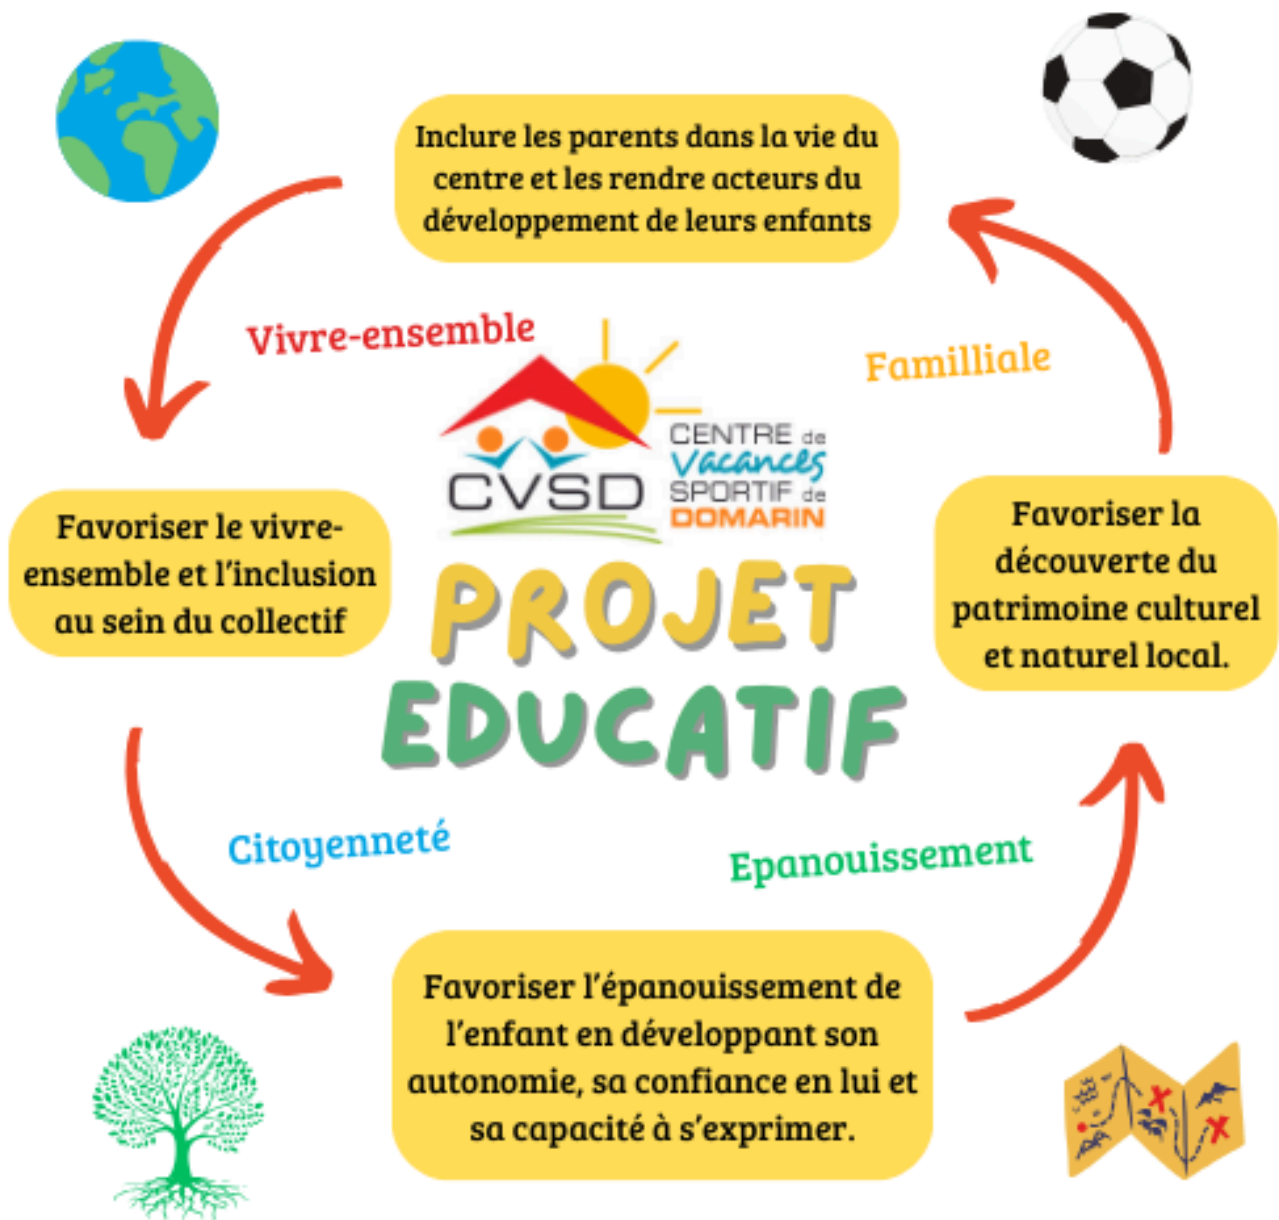 Inclure les parents dans la vie du
centre et les rendre acteurs du
développement de leurs enfants
Vivre-ensemble
Familliale
CVSD
CENTRE de
Vacances
SPORTIF de
DOMARIN
Favoriser le vivre-
ensemble et l'inclusion
au sein du collectif
PROJET
EDUCATIF
Favoriser la
découverte du
patrimoine culturel
et naturel local.
Citoyenneté
Epanouissement
Favoriser l'épanouissement de
l'enfant en développant son
autonomie, sa confiance en lui et
sa capacité à s'exprimer.